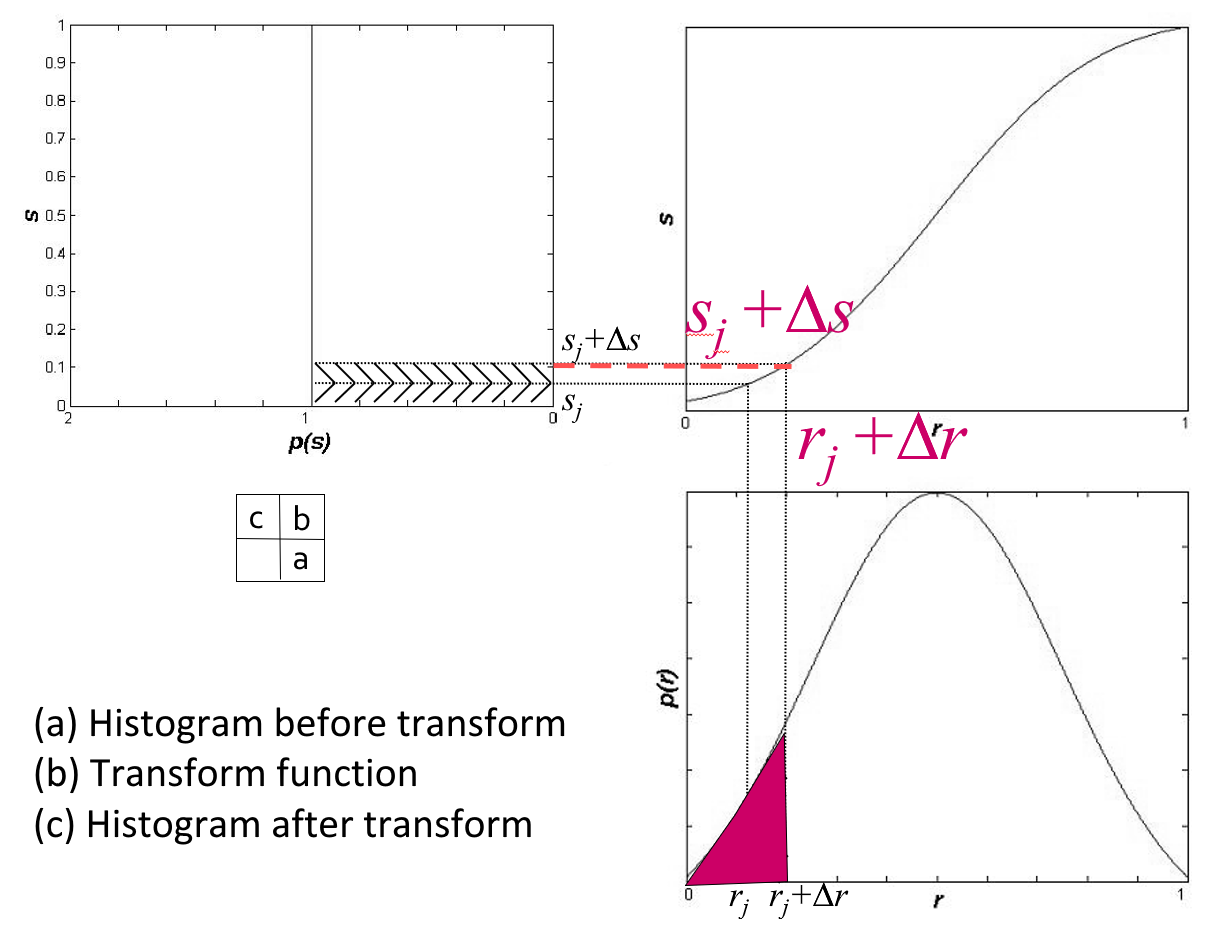 1
0.9
0.8
0.7
0.6
s
0.5
0.4
0.3
0.2
0.1
0
2
1
0
p(s)
s_j+Δs
s_j
s
s_j +Δs
0
r
1
r_j +Δr
c
b
a
p(r)
0
r_j
r_j+Δr
r
1
(a) Histogram before transform
(b) Transform function
(c) Histogram after transform